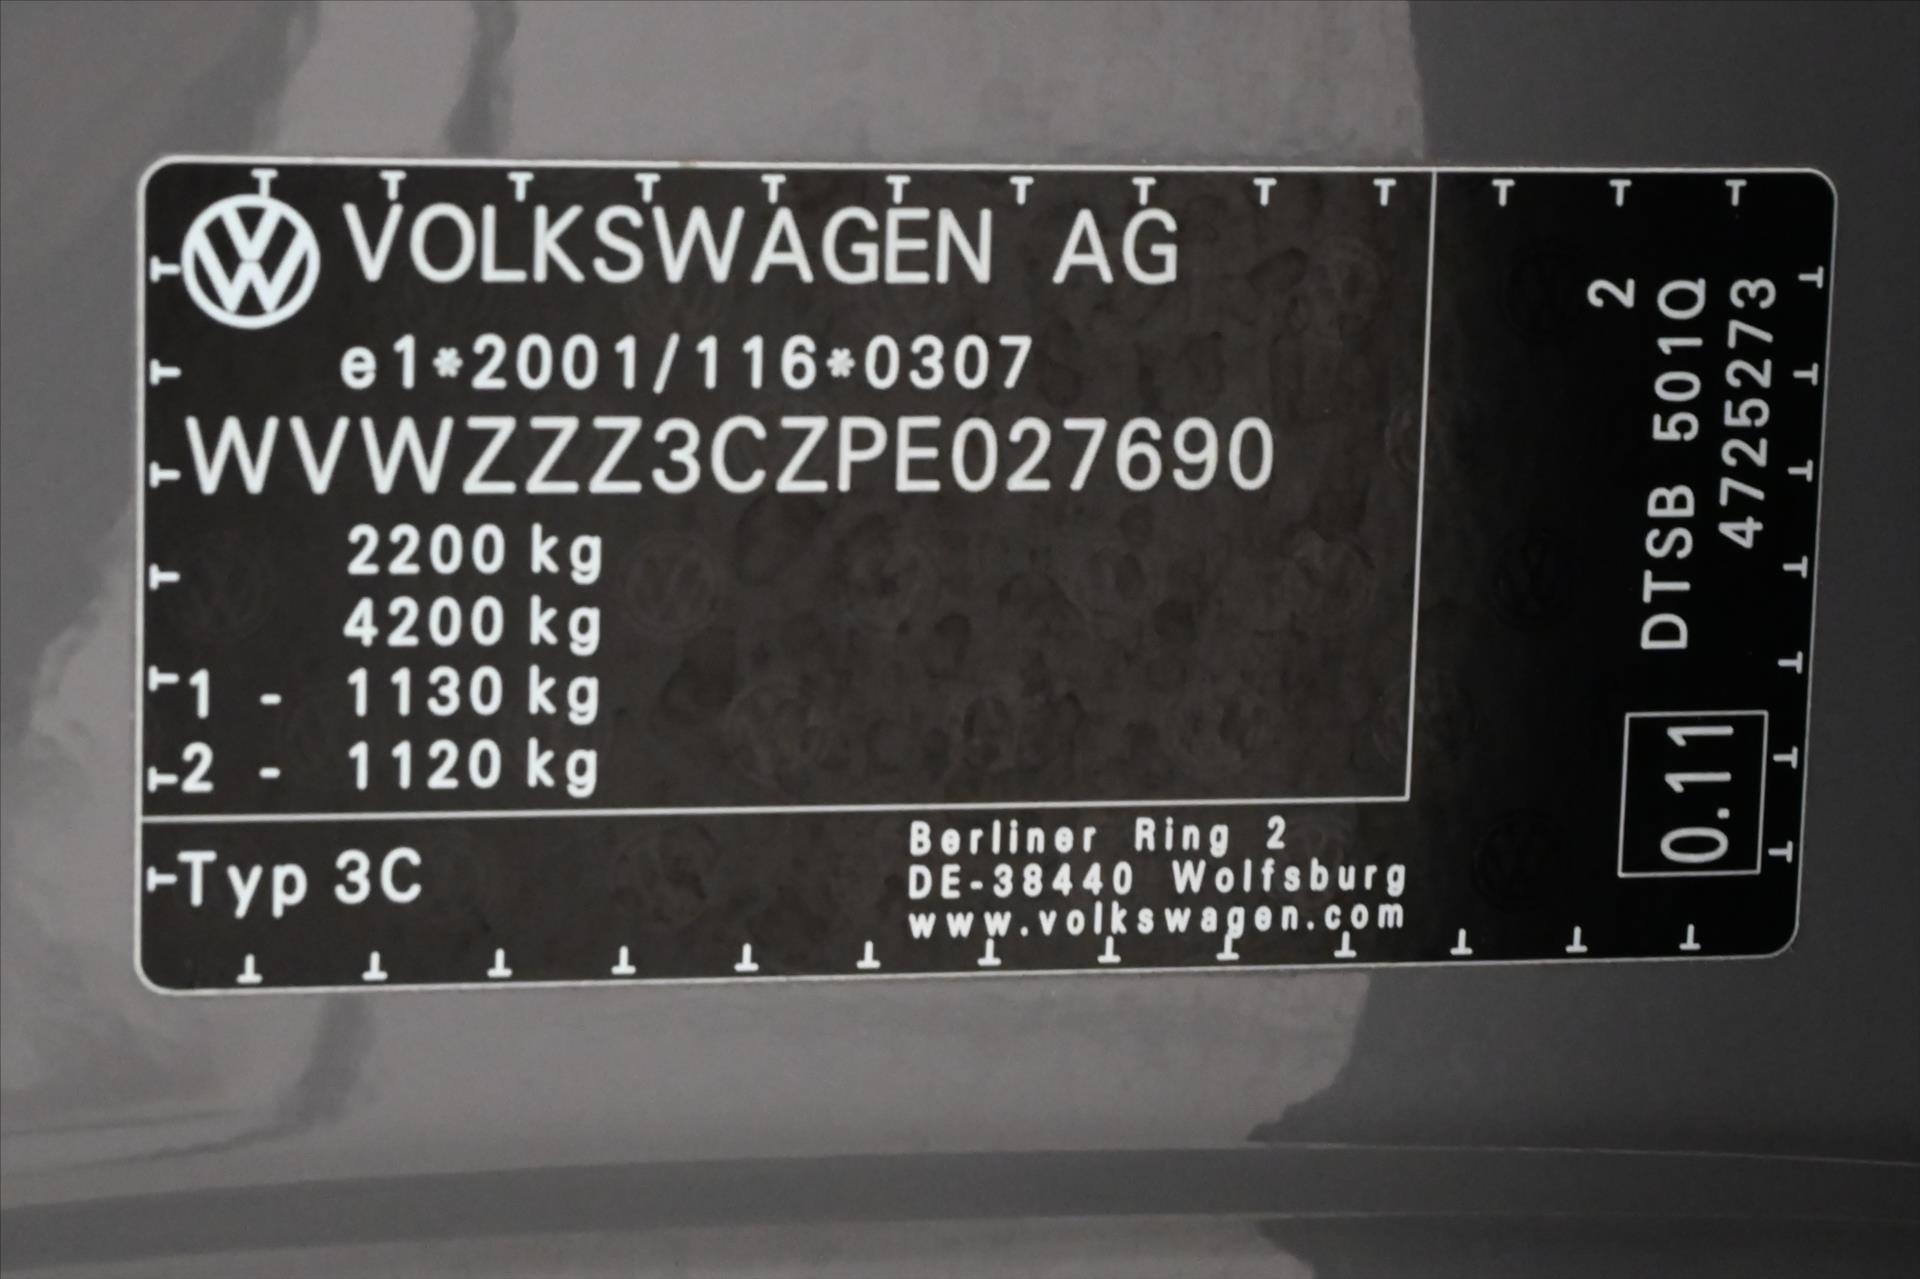 VOLKSWAGEN AG
e1*2001/116*0307
WVWZZZ3CZPE027690
2200 kg
4200 kg
1 - 1130 kg
2 - 1120 kg
Typ 3C
Berliner Ring 2
DE-38440 Wolfsburg
www.volkswagen.com
2
DTSB 501Q
4725273
0.11